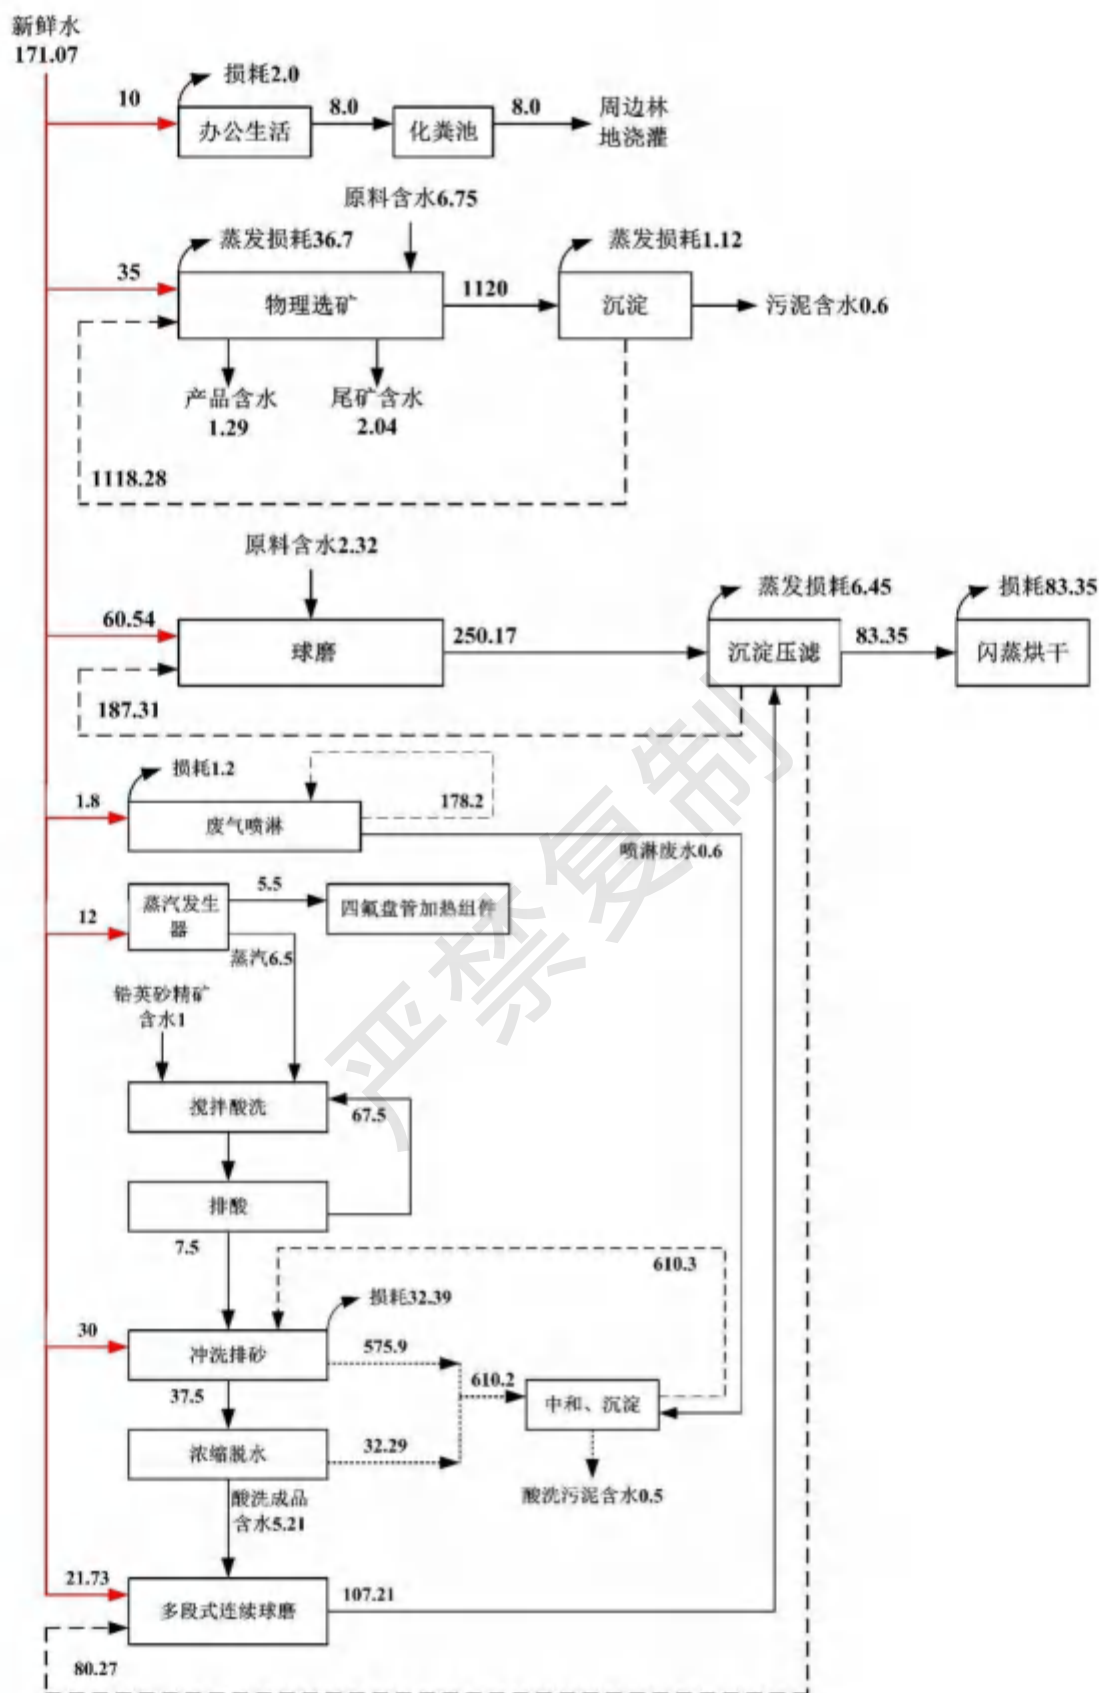 新鲜水
171.07
损耗2.0
10
办公生活
8.0
化粪池
8.0
周边林
地浇灌
原料含水6.75
蒸发损耗36.7
蒸发损耗1.12
35
物理选矿
1120
沉淀
污泥含水0.6
产品含水
1.29
尾矿含水
2.04
1118.28
原料含水2.32
60.54
球磨
250.17
蒸发损耗6.45
沉淀压滤
83.35
损耗83.35
闪蒸烘干
187.31
损耗1.2
1.8
废气喷淋
178.2
喷淋废水0.6
12
蒸汽发生
器
5.5
四氟盘管加热组件
蒸汽6.5
锆英砂精矿
含水1
搅拌酸洗
67.5
排酸
7.5
610.3
损耗32.39
30
冲洗排砂
575.9
610.2
中和、沉淀
37.5
浓缩脱水
32.29
酸洗污泥含水0.5
酸洗成品
含水5.21
21.73
多段式连续球磨
107.21
80.27
严禁复制